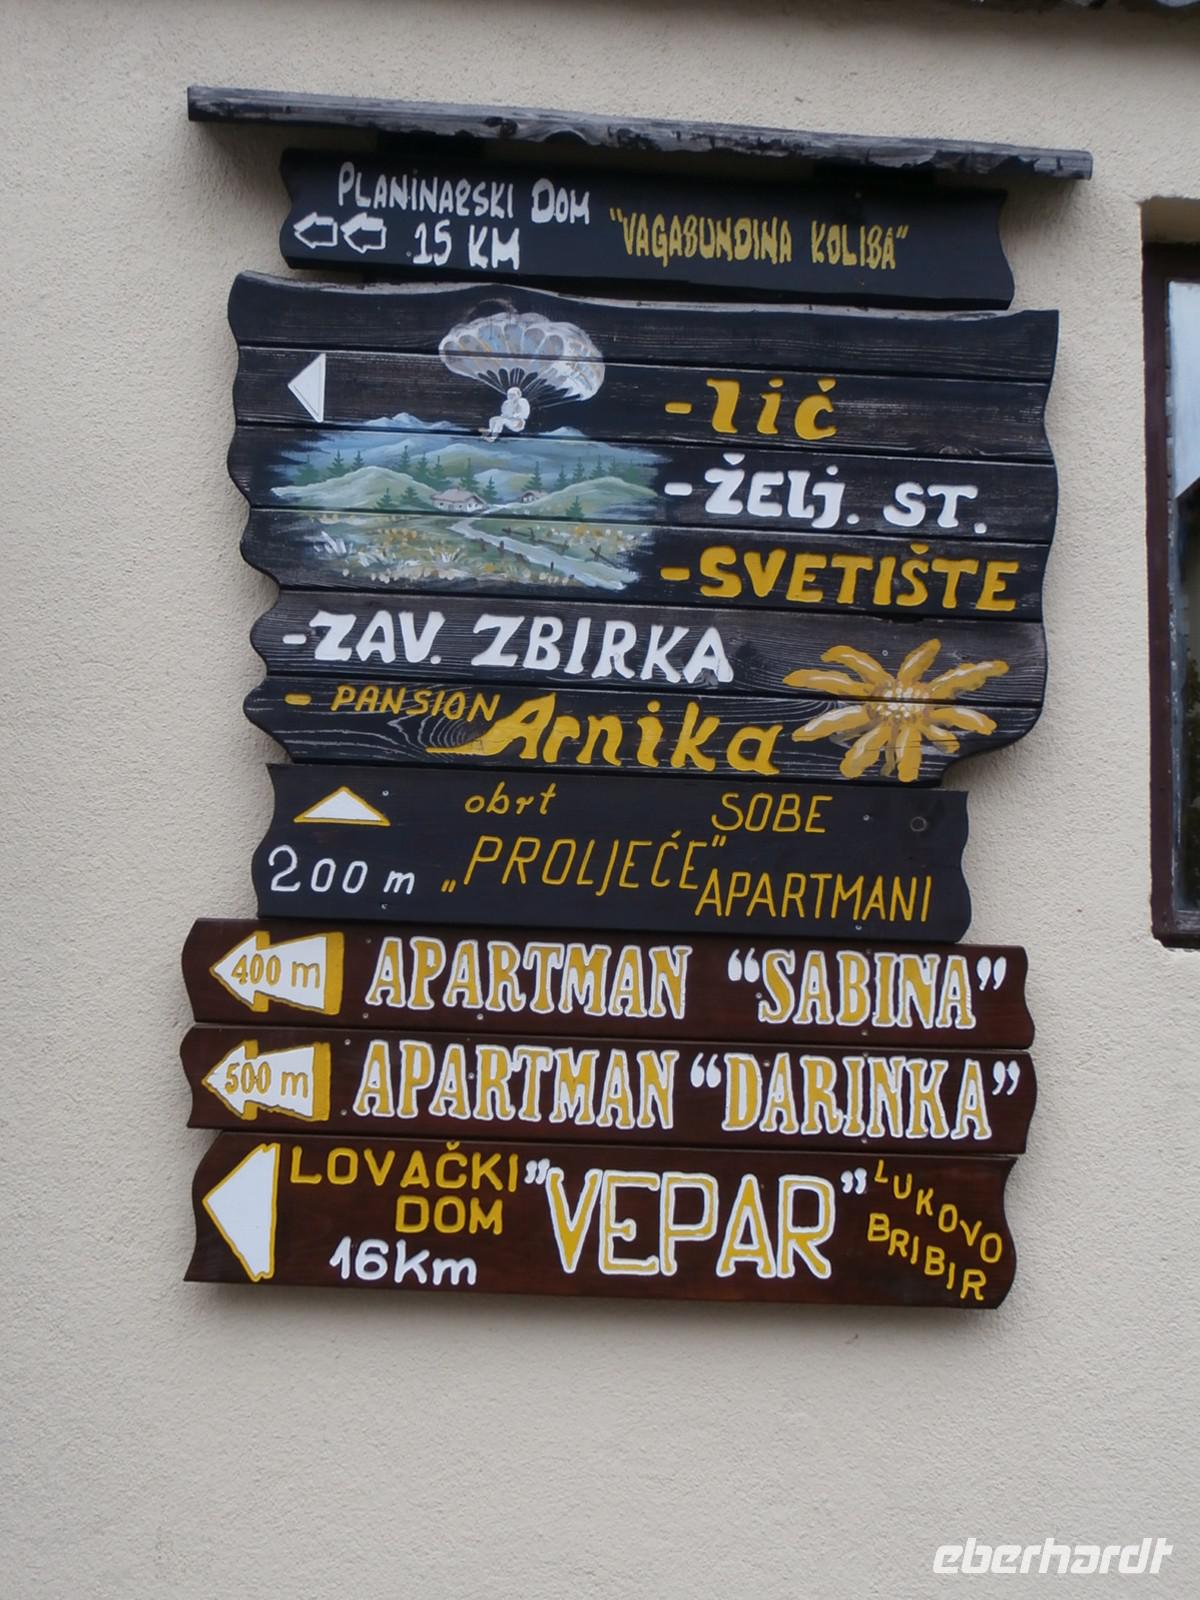 PLANINARSKI DOM
15 KM
"VAGABUNDINA KOLIBA"
-lič
-ŽELJ. ST.
-SVETIŠTE
-ZAV. ZBIRKA
- PANSION Arnika
obrt
„PROLJEĆE"
SOBE
APARTMANI
200 m
400 m
APARTMAN “SABINA”
500 m
APARTMAN “DARINKA”
LOVAČKI
DOM
16Km
”VEPAR”
LUKOVO
BRIBIR
eberhardt